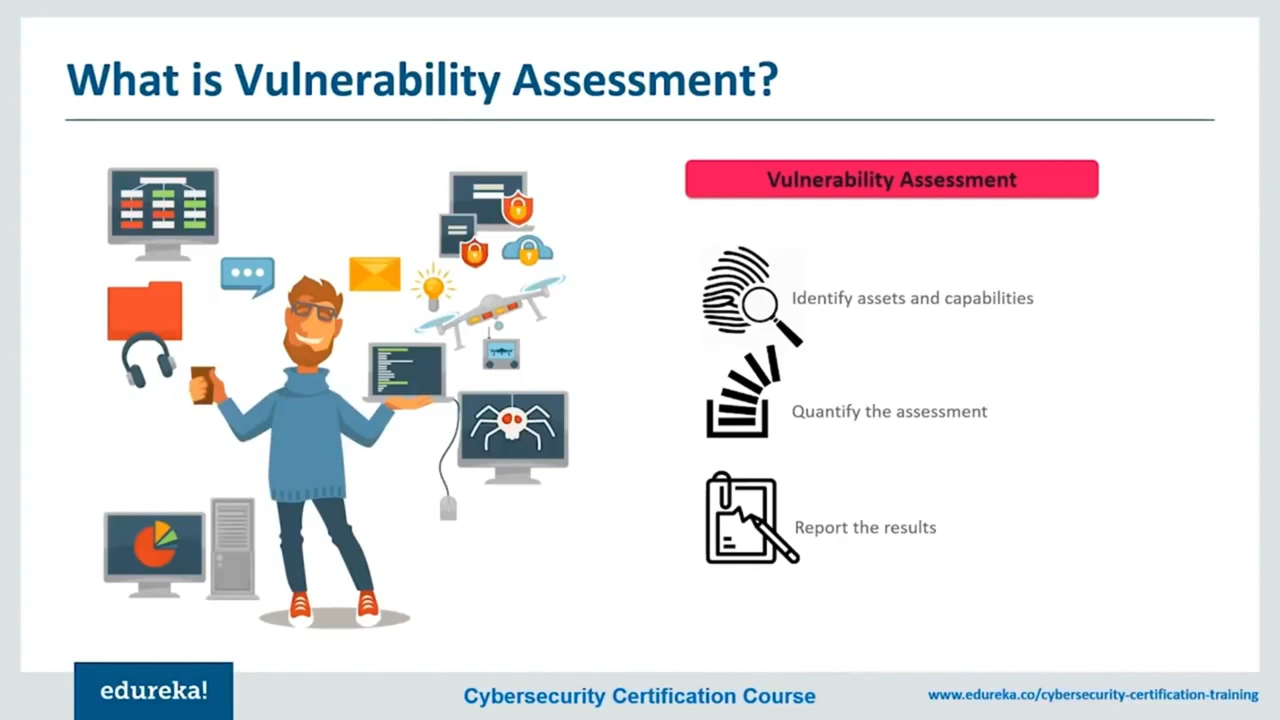 What is Vulnerability Assessment?
Vulnerability Assessment
Identify assets and capabilities
Quantify the assessment
Report the results
edureka!
Cybersecurity Certification Course
www.edureka.co/cybersecurity-certification-training